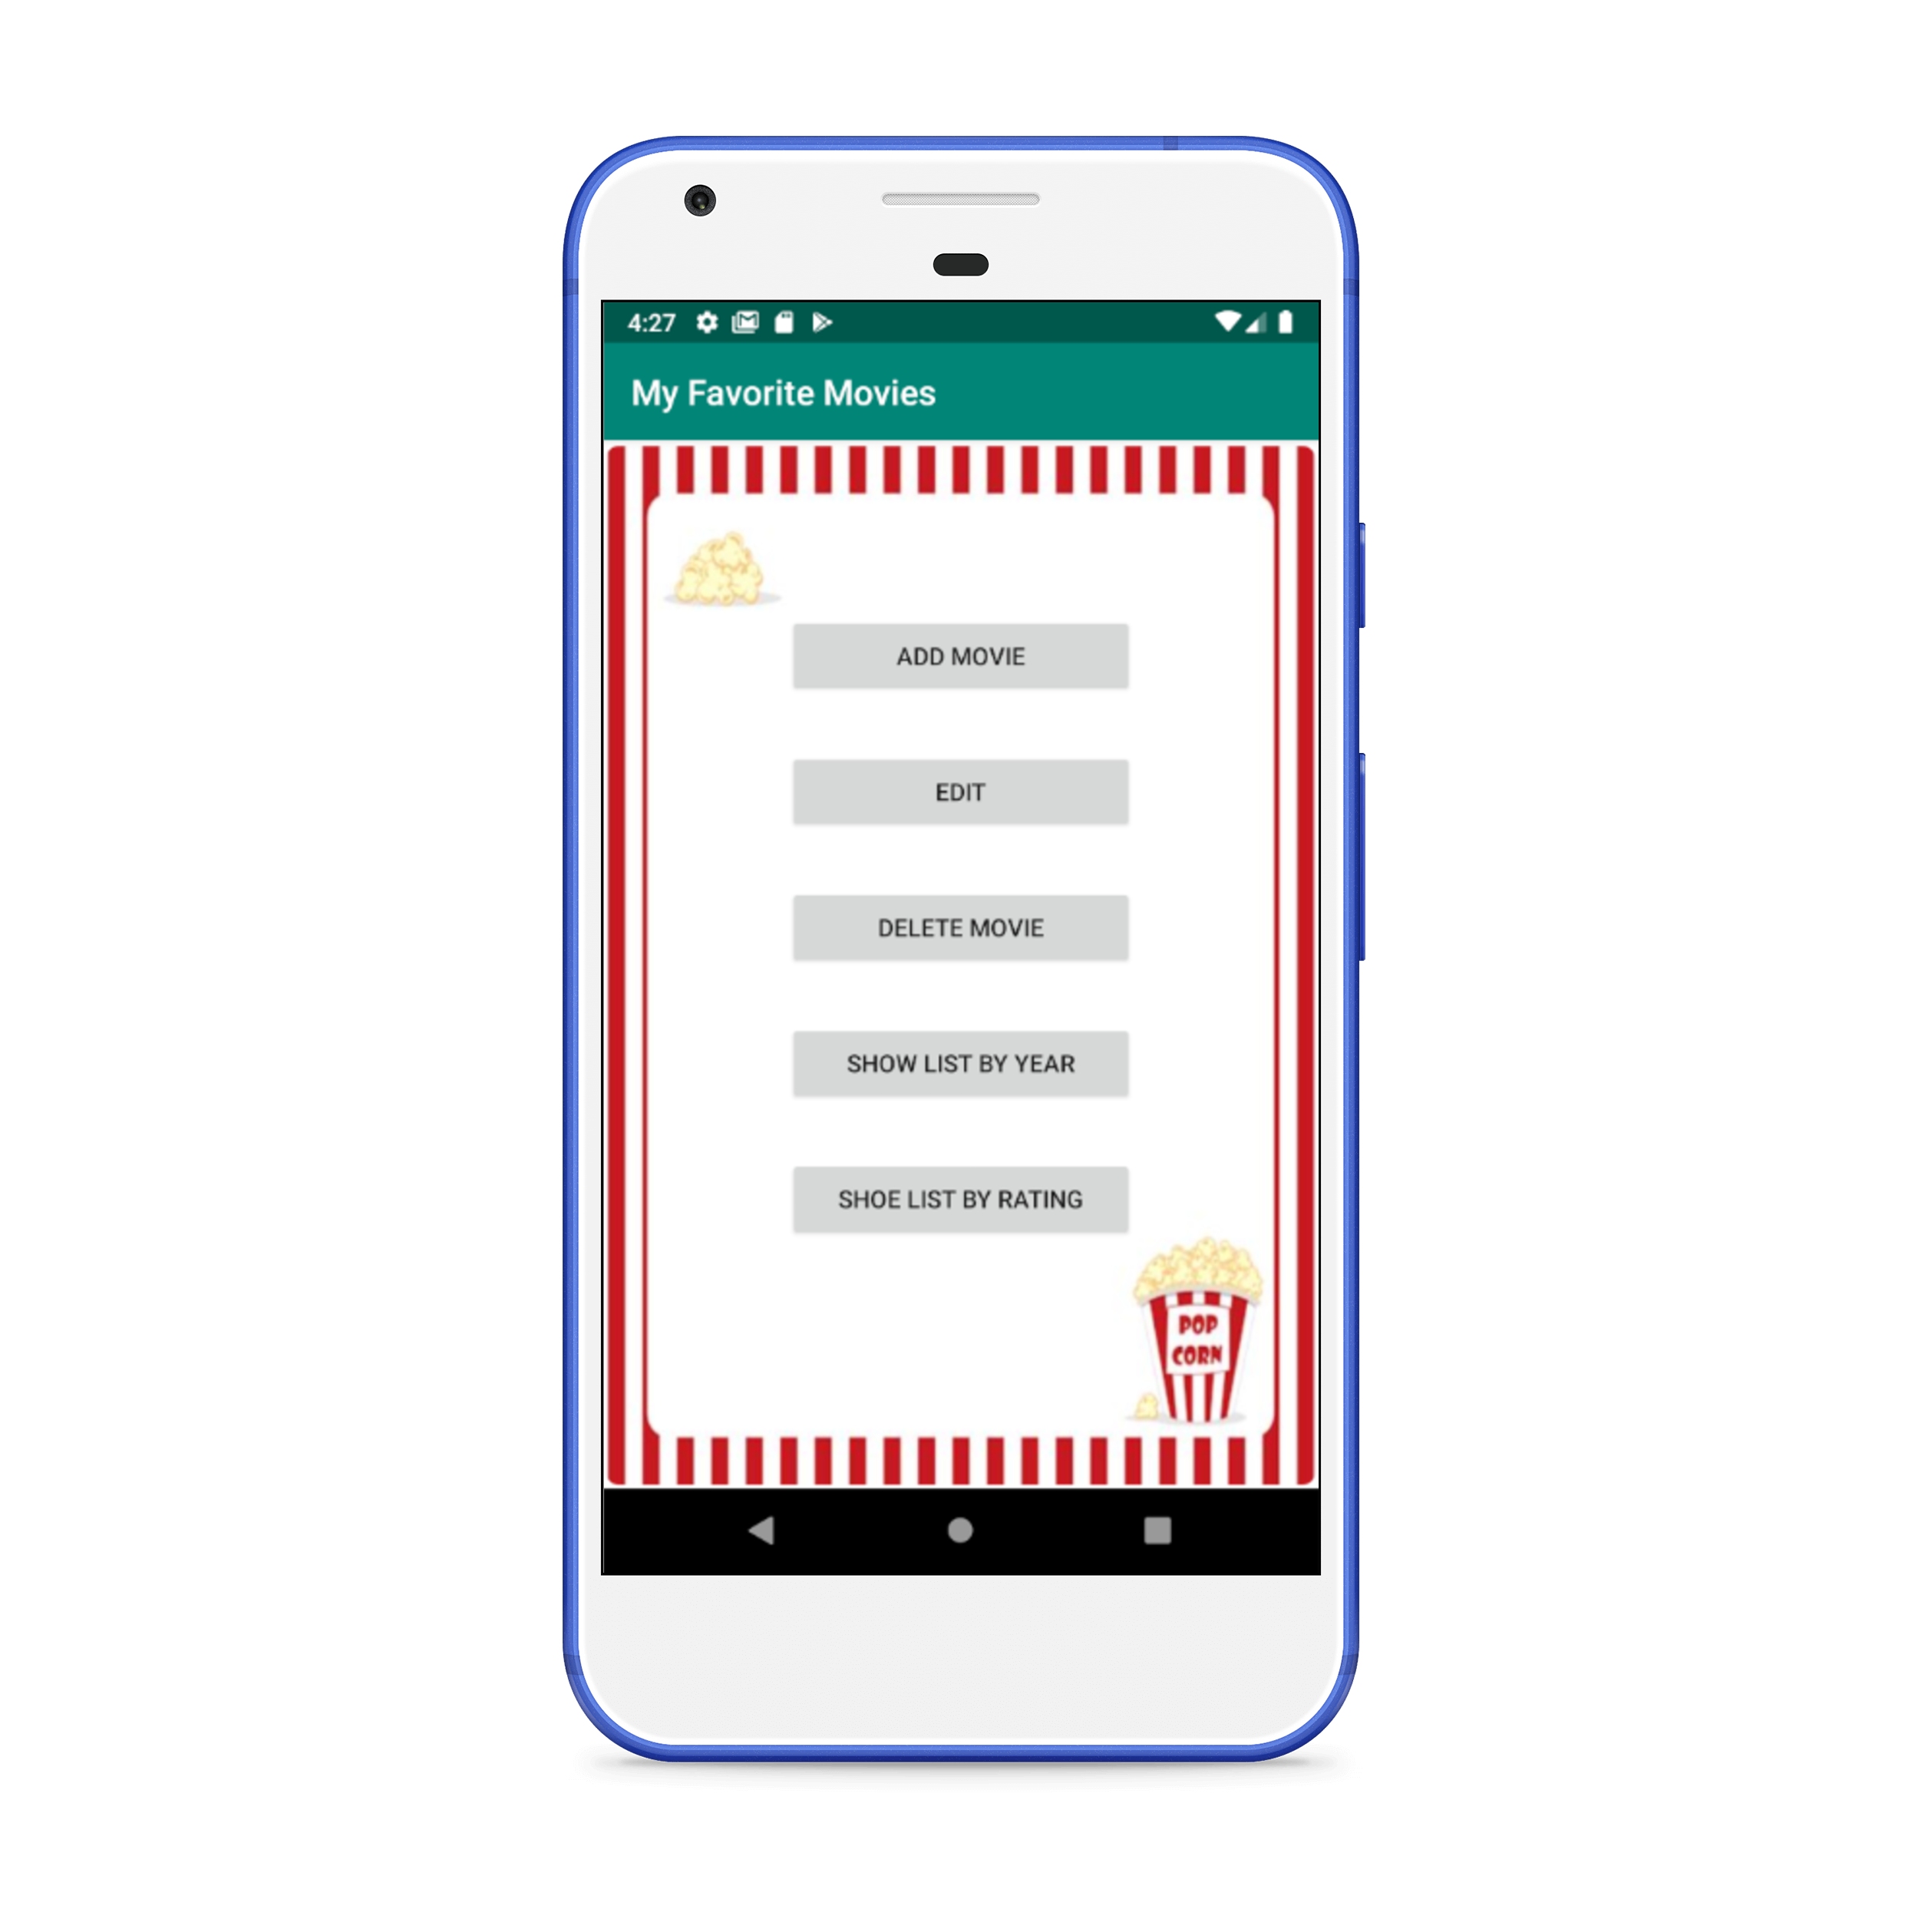 4:27
My Favorite Movies
ADD MOVIE
EDIT
DELETE MOVIE
SHOW LIST BY YEAR
SHOE LIST BY RATING
POP
CORN